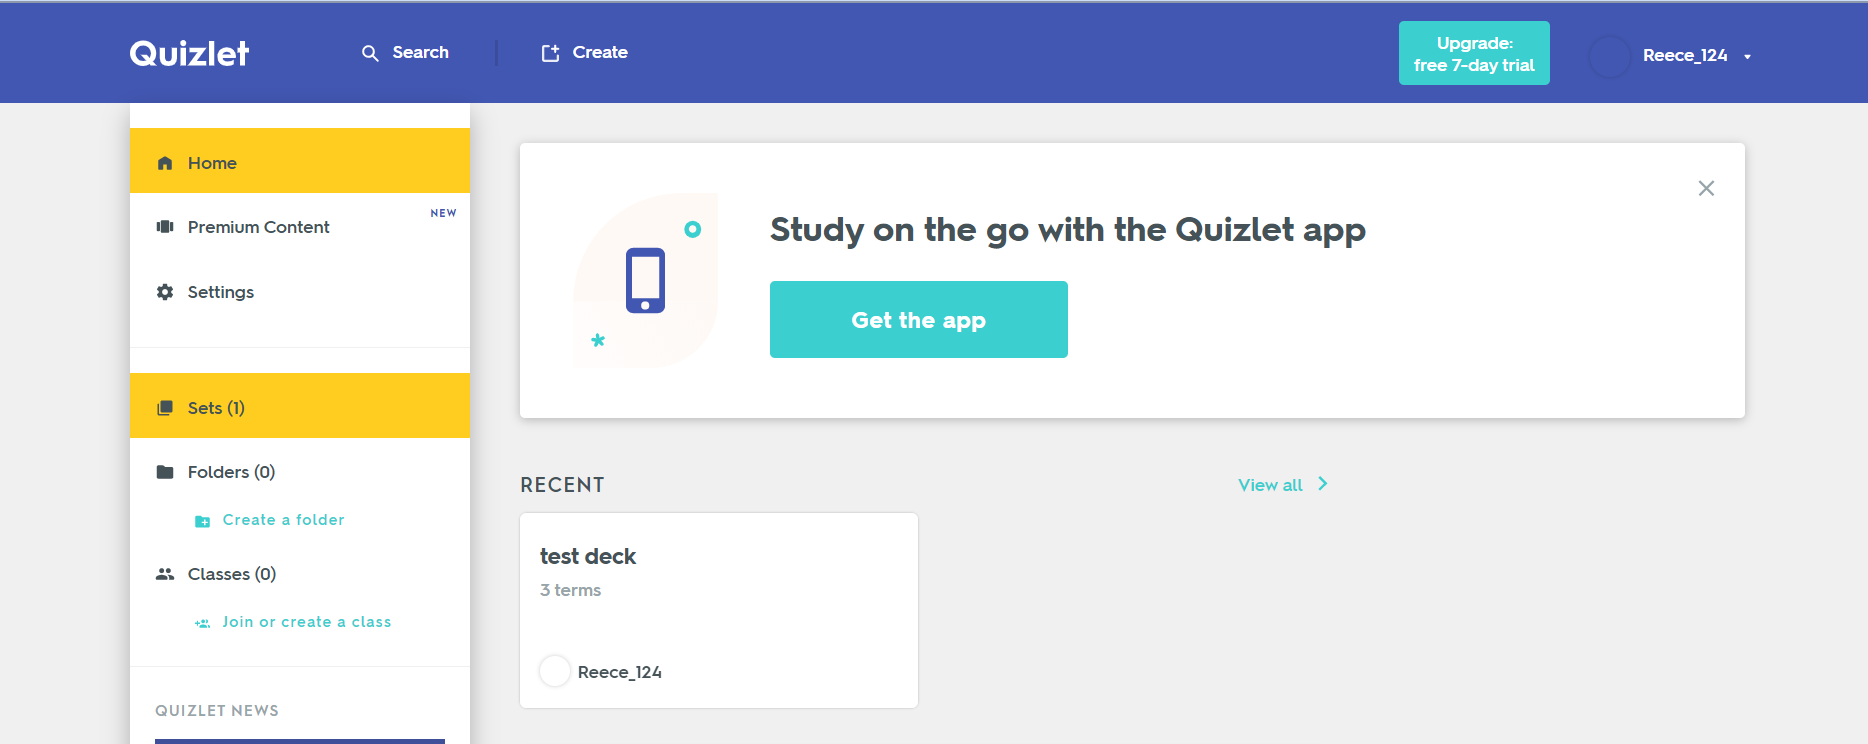 Quizlet
Search
Create
Upgrade:
free 7-day trial
Reece_124
Home
Premium Content
NEW
Settings
Sets (1)
Folders (0)
Create a folder
Classes (0)
Join or create a class
QUIZLET NEWS
Study on the go with the Quizlet app
Get the app
RECENT
View all
test deck
3 terms
Reece_124